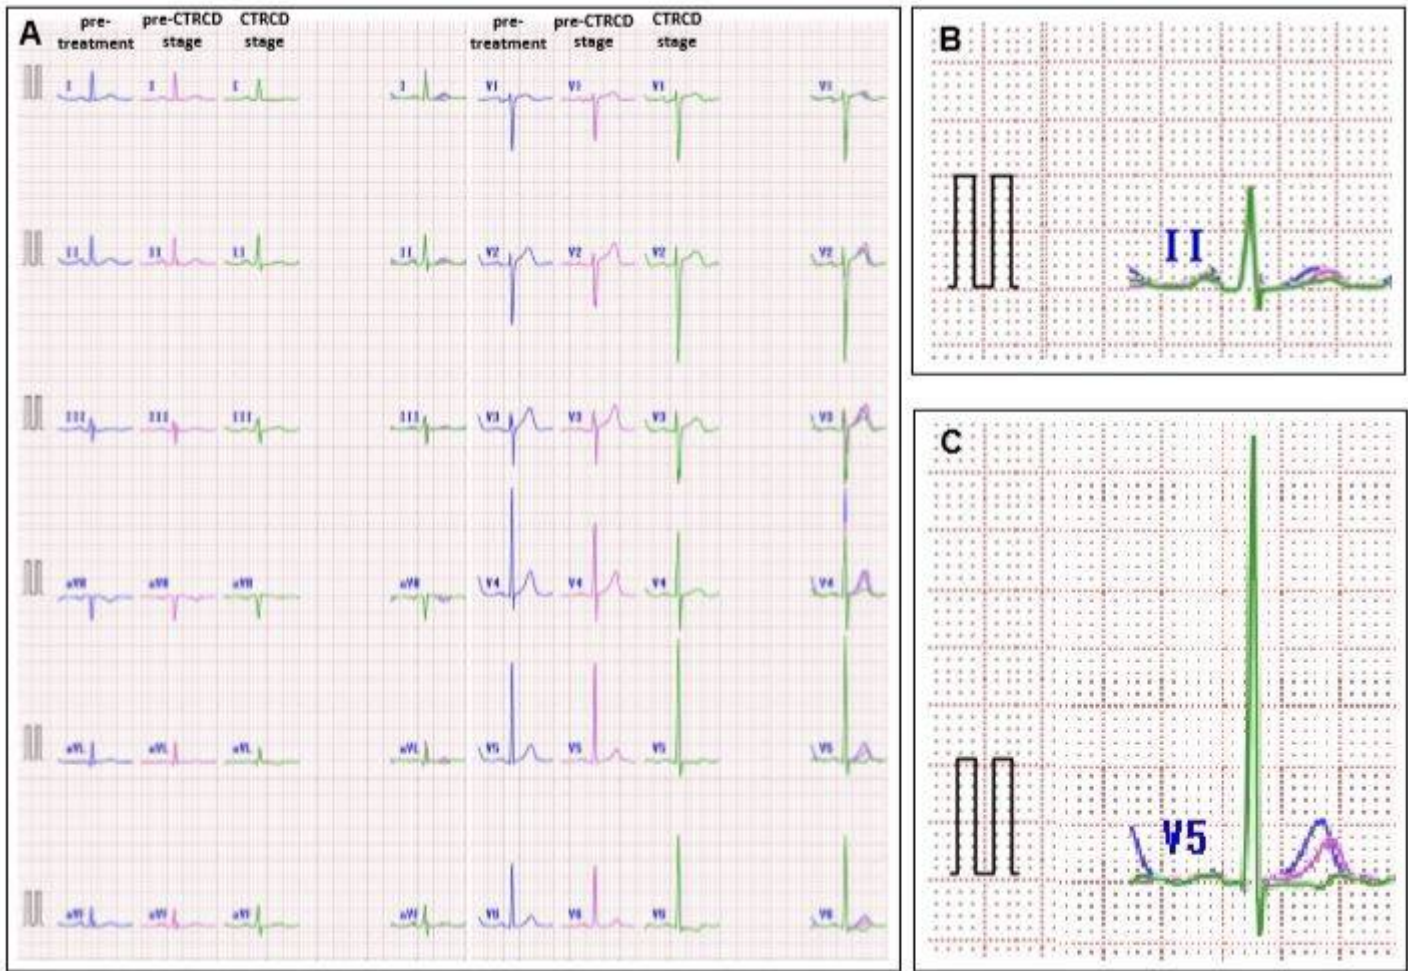 A
pre- pre-CTRCD CTRCD pre- pre-CTRCD CTRCD
treatment stage stage treatment stage stage
I I I I V1 V1 V1 V1
II II II II V2 V2 V2 V2
III III III III V3 V3 V3 V3
aVR aVR aVR aVR V4 V4 V4 V4
aVL aVL aVL aVL V5 V5 V5 V5
aVF aVF aVF aVF V6 V6 V6 V6
B
II
C
V5